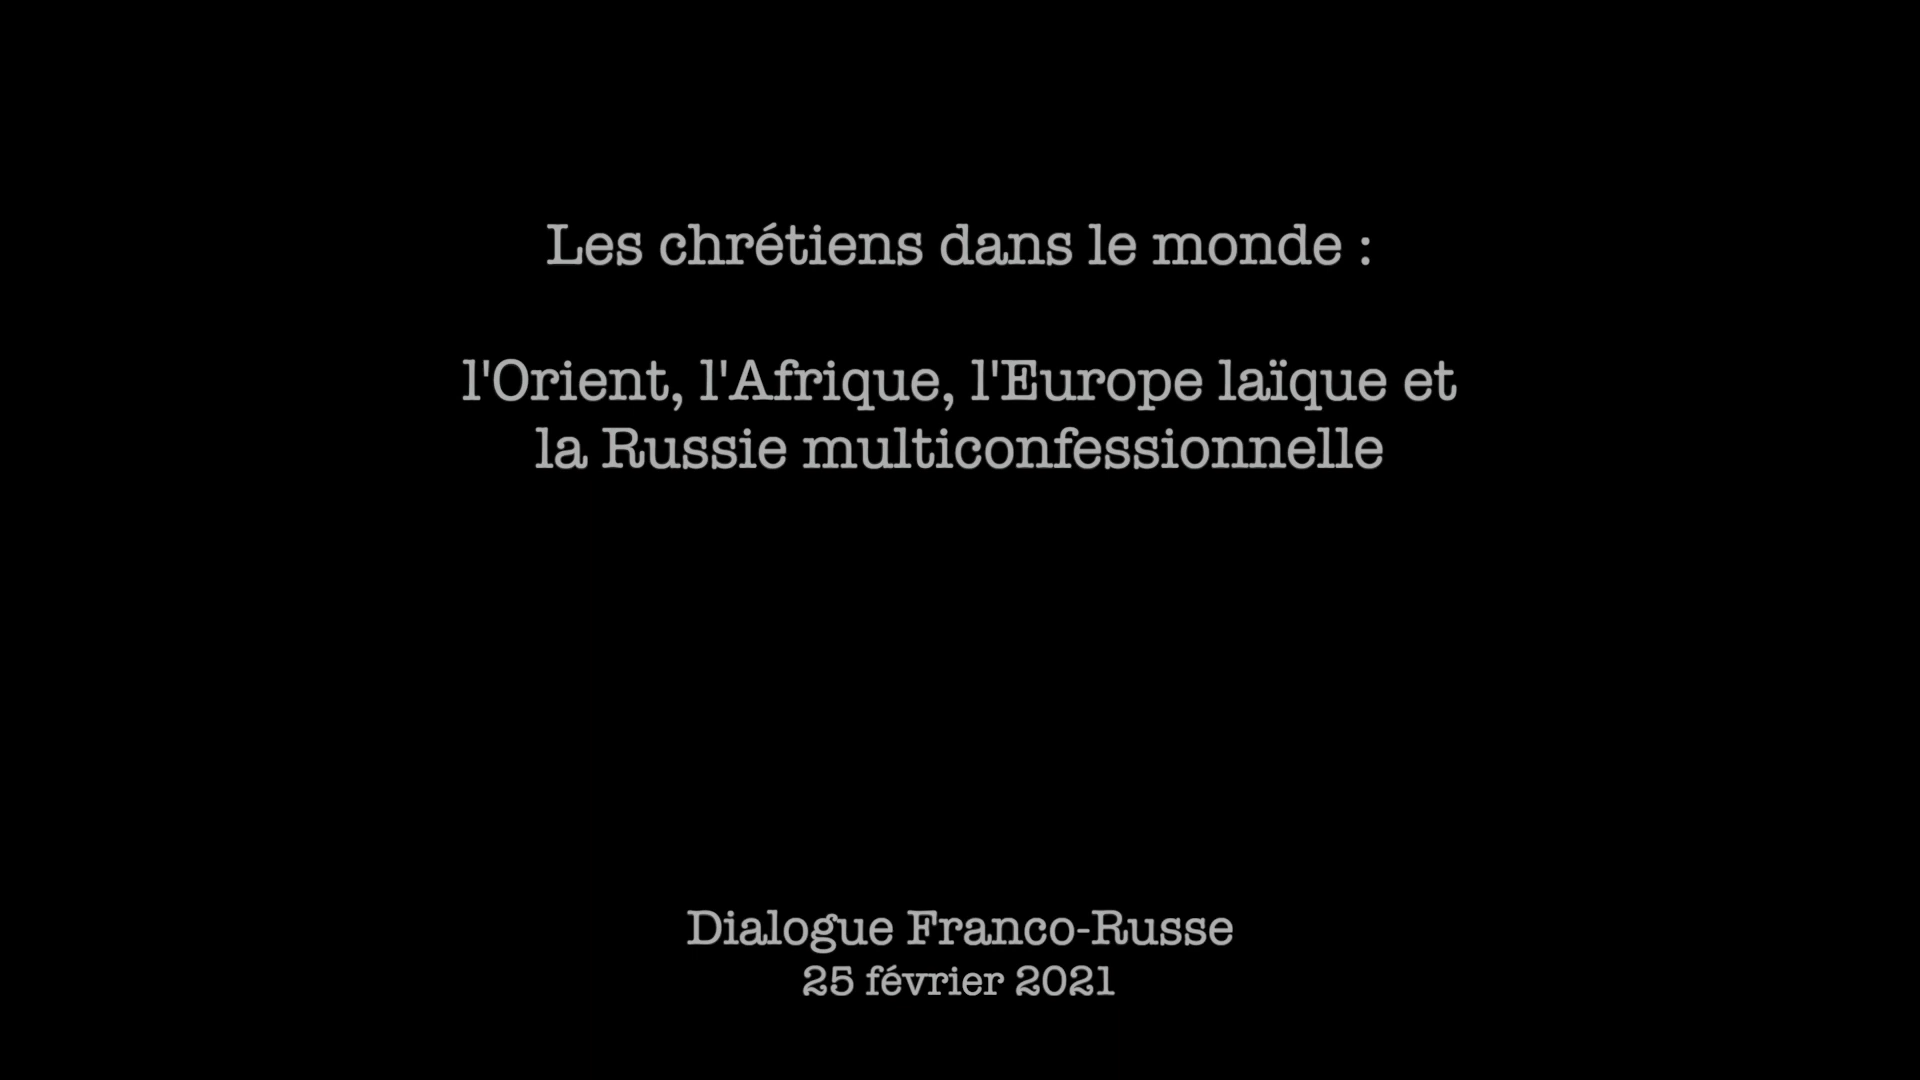 Les chrétiens dans le monde :
l'Orient, l'Afrique, l'Europe laïque et
la Russie multiconfessionnelle
Dialogue Franco-Russe
25 février 2021